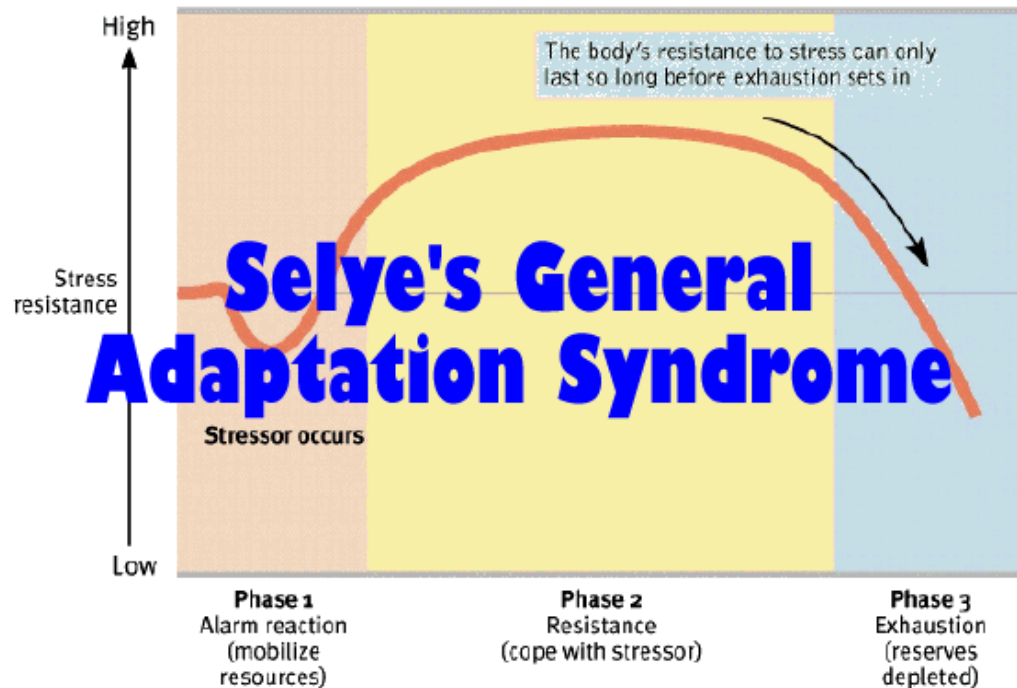 High
The body's resistance to stress can only
last so long before exhaustion sets in
Stress
resistance
Selye's General
Adaptation Syndrome
Stressor occurs
Low
Phase 1
Alarm reaction
(mobilize
resources)
Phase 2
Resistance
(cope with stressor)
Phase 3
Exhaustion
(reserves
depleted)